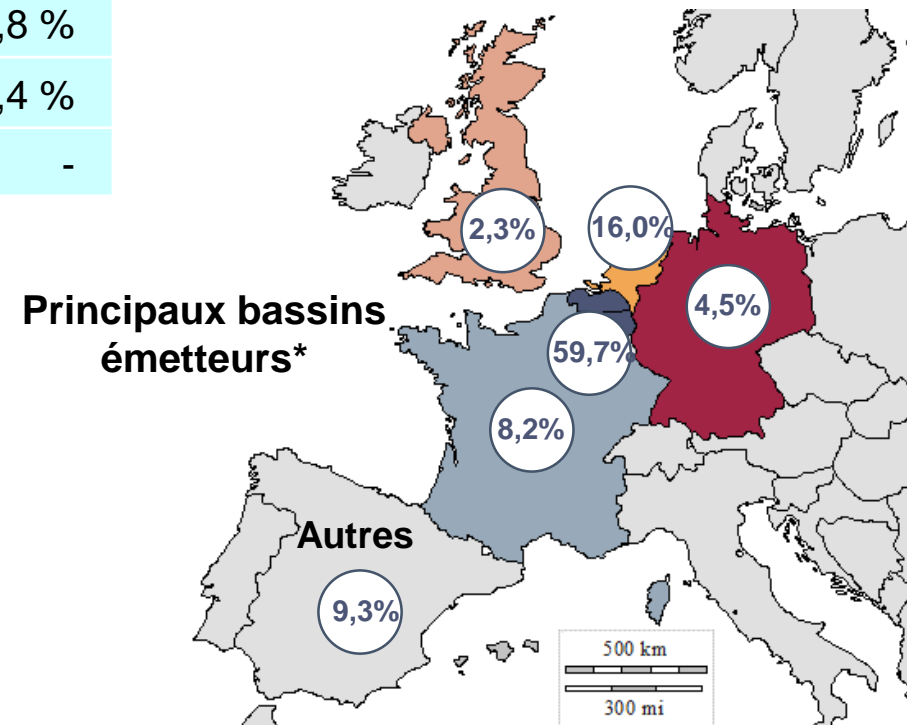 ,8 %
,4 %
-
2,3%
16,0%
4,5%
Principaux bassins
émetteurs*
59,7%
8,2%
Autres
9,3%
500 km
300 mi